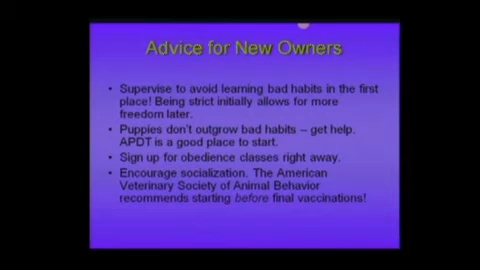 Advice for New Owners
• Supervise to avoid learning bad habits in the first
place! Being strict initially allows for more
freedom later.
• Puppies don't outgrow bad habits – get help.
APDT is a good place to start.
• Sign up for obedience classes right away.
• Encourage socialization. The American
Veterinary Society of Animal Behavior
recommends starting before final vaccinations!